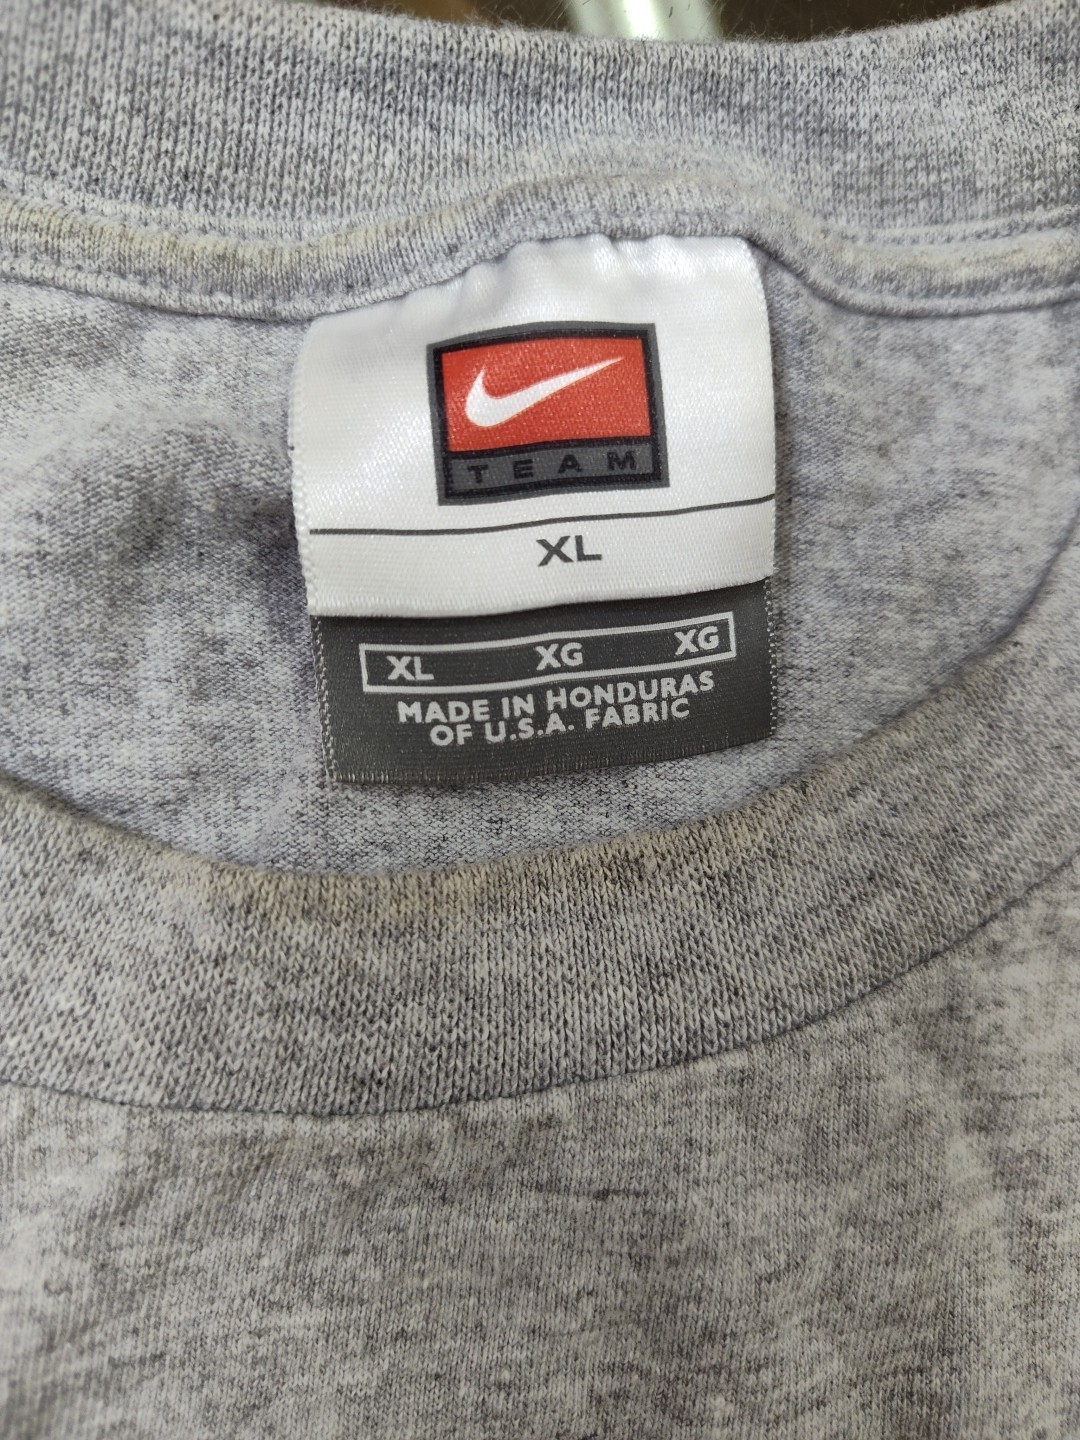 TEAM
XL
XL XG XG
MADE IN HONDURAS
OF U.S.A. FABRIC